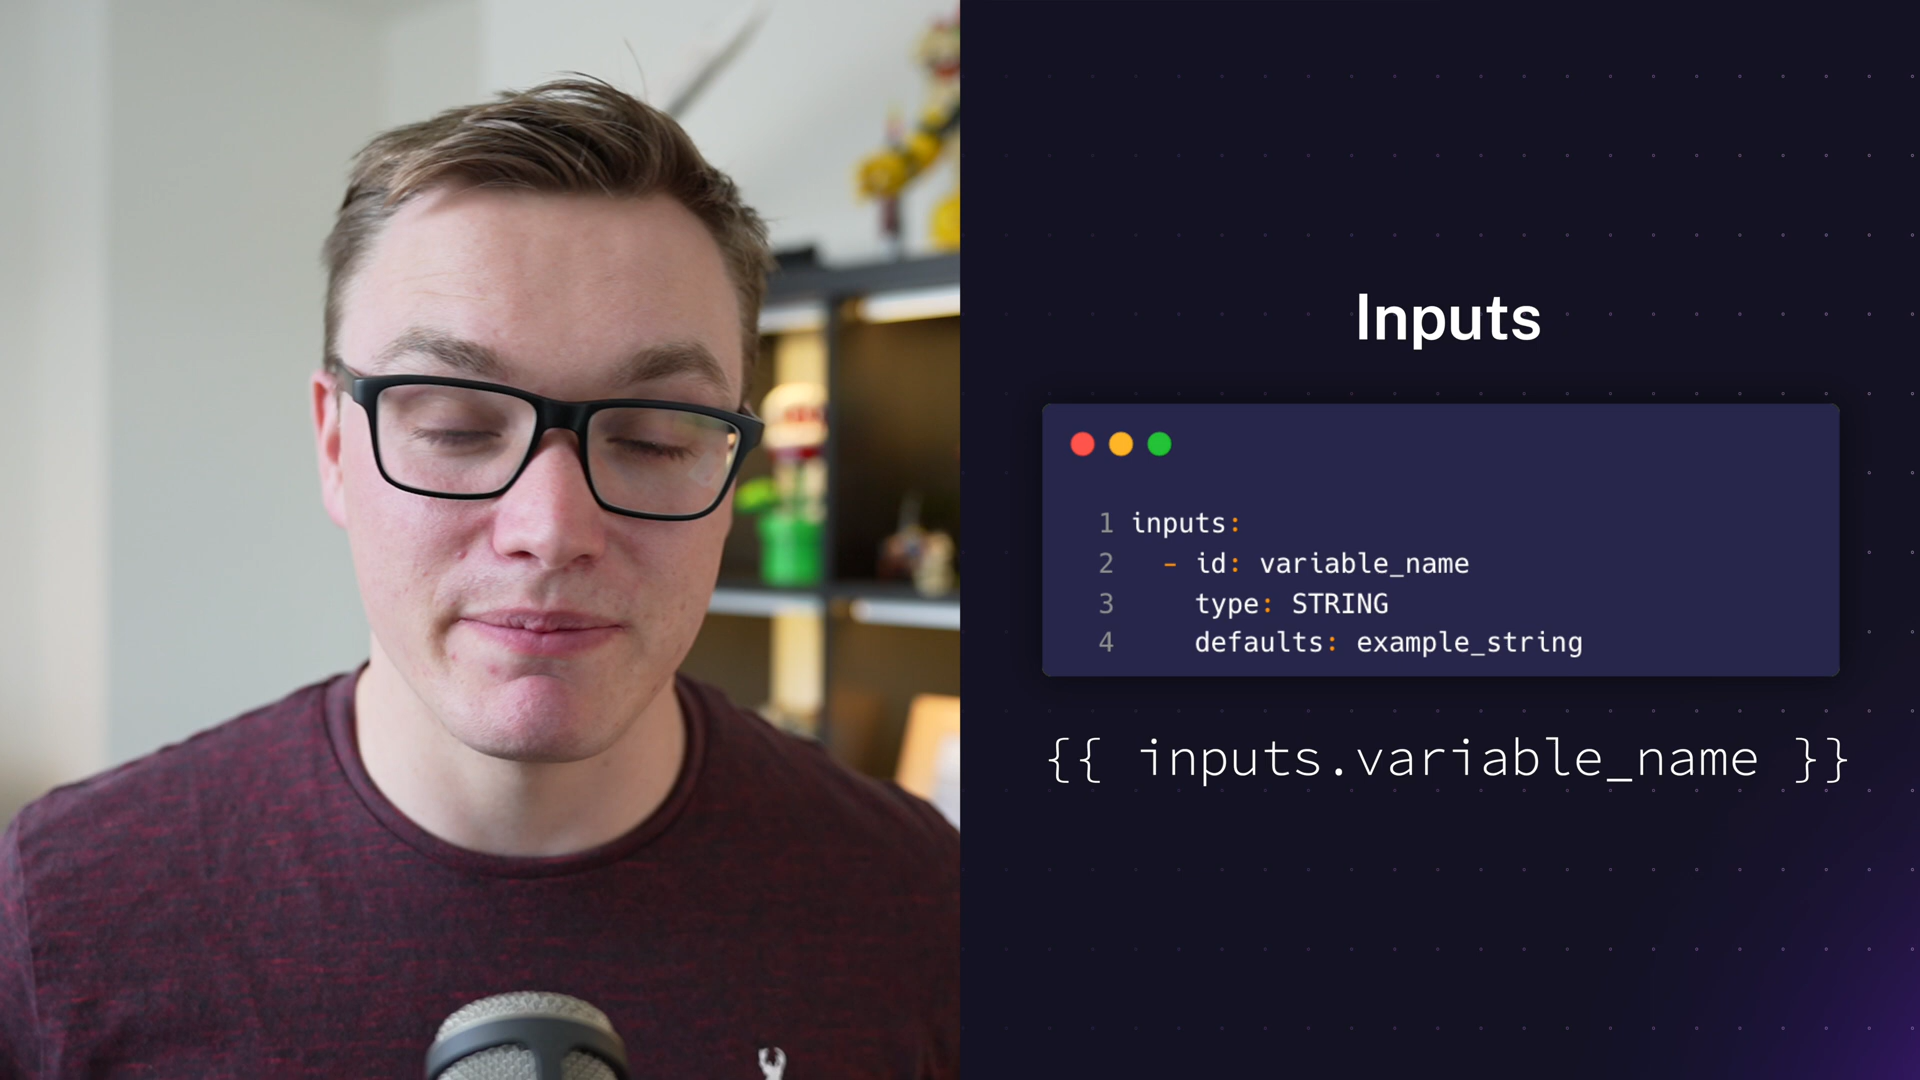 Inputs
1 inputs:
2 - id: variable_name
3 type: STRING
4 defaults: example_string
{{ inputs.variable_name }}